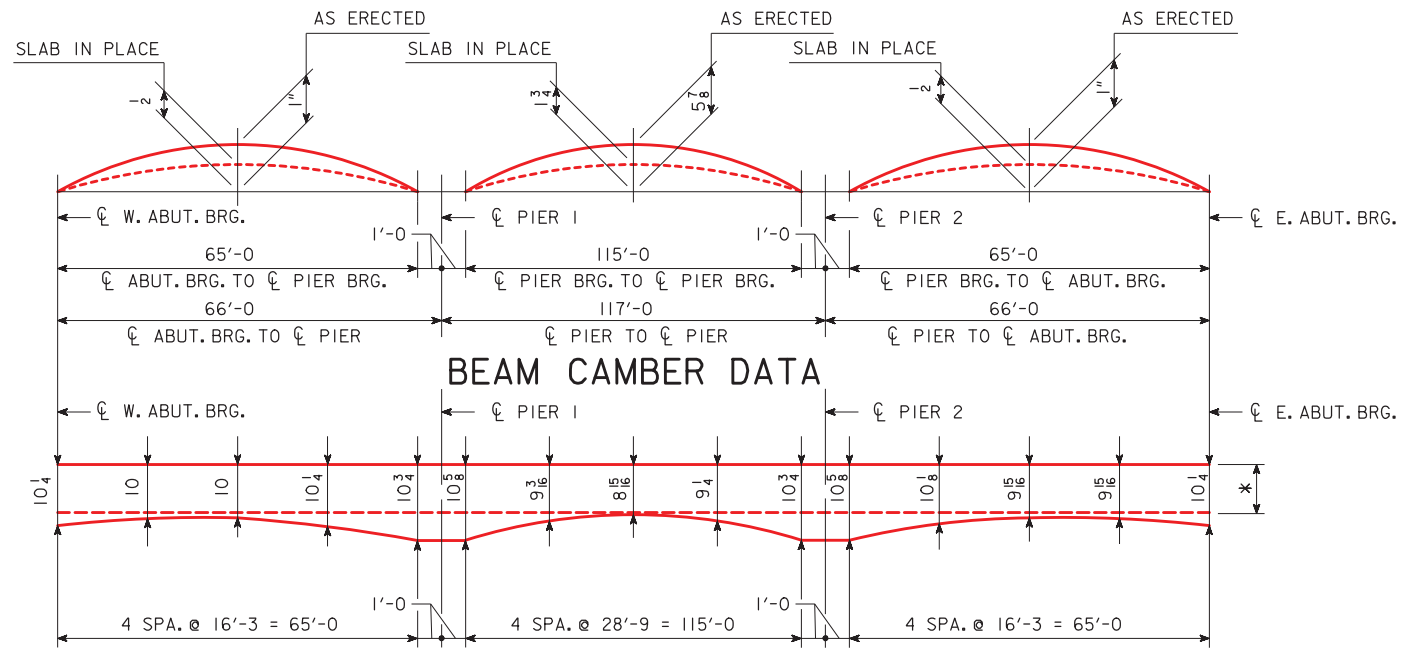 AS ERECTED AS ERECTED AS ERECTED
SLAB IN PLACE SLAB IN PLACE SLAB IN PLACE
1/2 1" 1 3/4 5 7/8 1/2 1"
℄ W. ABUT. BRG. ℄ PIER 1 ℄ PIER 2 ℄ E. ABUT. BRG.
1'-0 1'-0
65'-0 115'-0 65'-0
℄ ABUT. BRG. TO ℄ PIER BRG. ℄ PIER BRG. TO ℄ PIER BRG. ℄ PIER BRG. TO ℄ ABUT. BRG.
66'-0 117'-0 66'-0
℄ ABUT. BRG. TO ℄ PIER ℄ PIER TO ℄ PIER ℄ PIER TO ℄ ABUT. BRG.
BEAM CAMBER DATA
℄ W. ABUT. BRG. ℄ PIER 1 ℄ PIER 2 ℄ E. ABUT. BRG.
10 1/4 10 10 10 1/4 10 3/4 10 5/8 9 3/16 8 15/16 9 1/4 10 3/4 10 5/8 10 1/8 9 15/16 9 15/16 10 1/4 *
1'-0 1'-0
4 SPA. @ 16'-3 = 65'-0 4 SPA. @ 28'-9 = 115'-0 4 SPA. @ 16'-3 = 65'-0